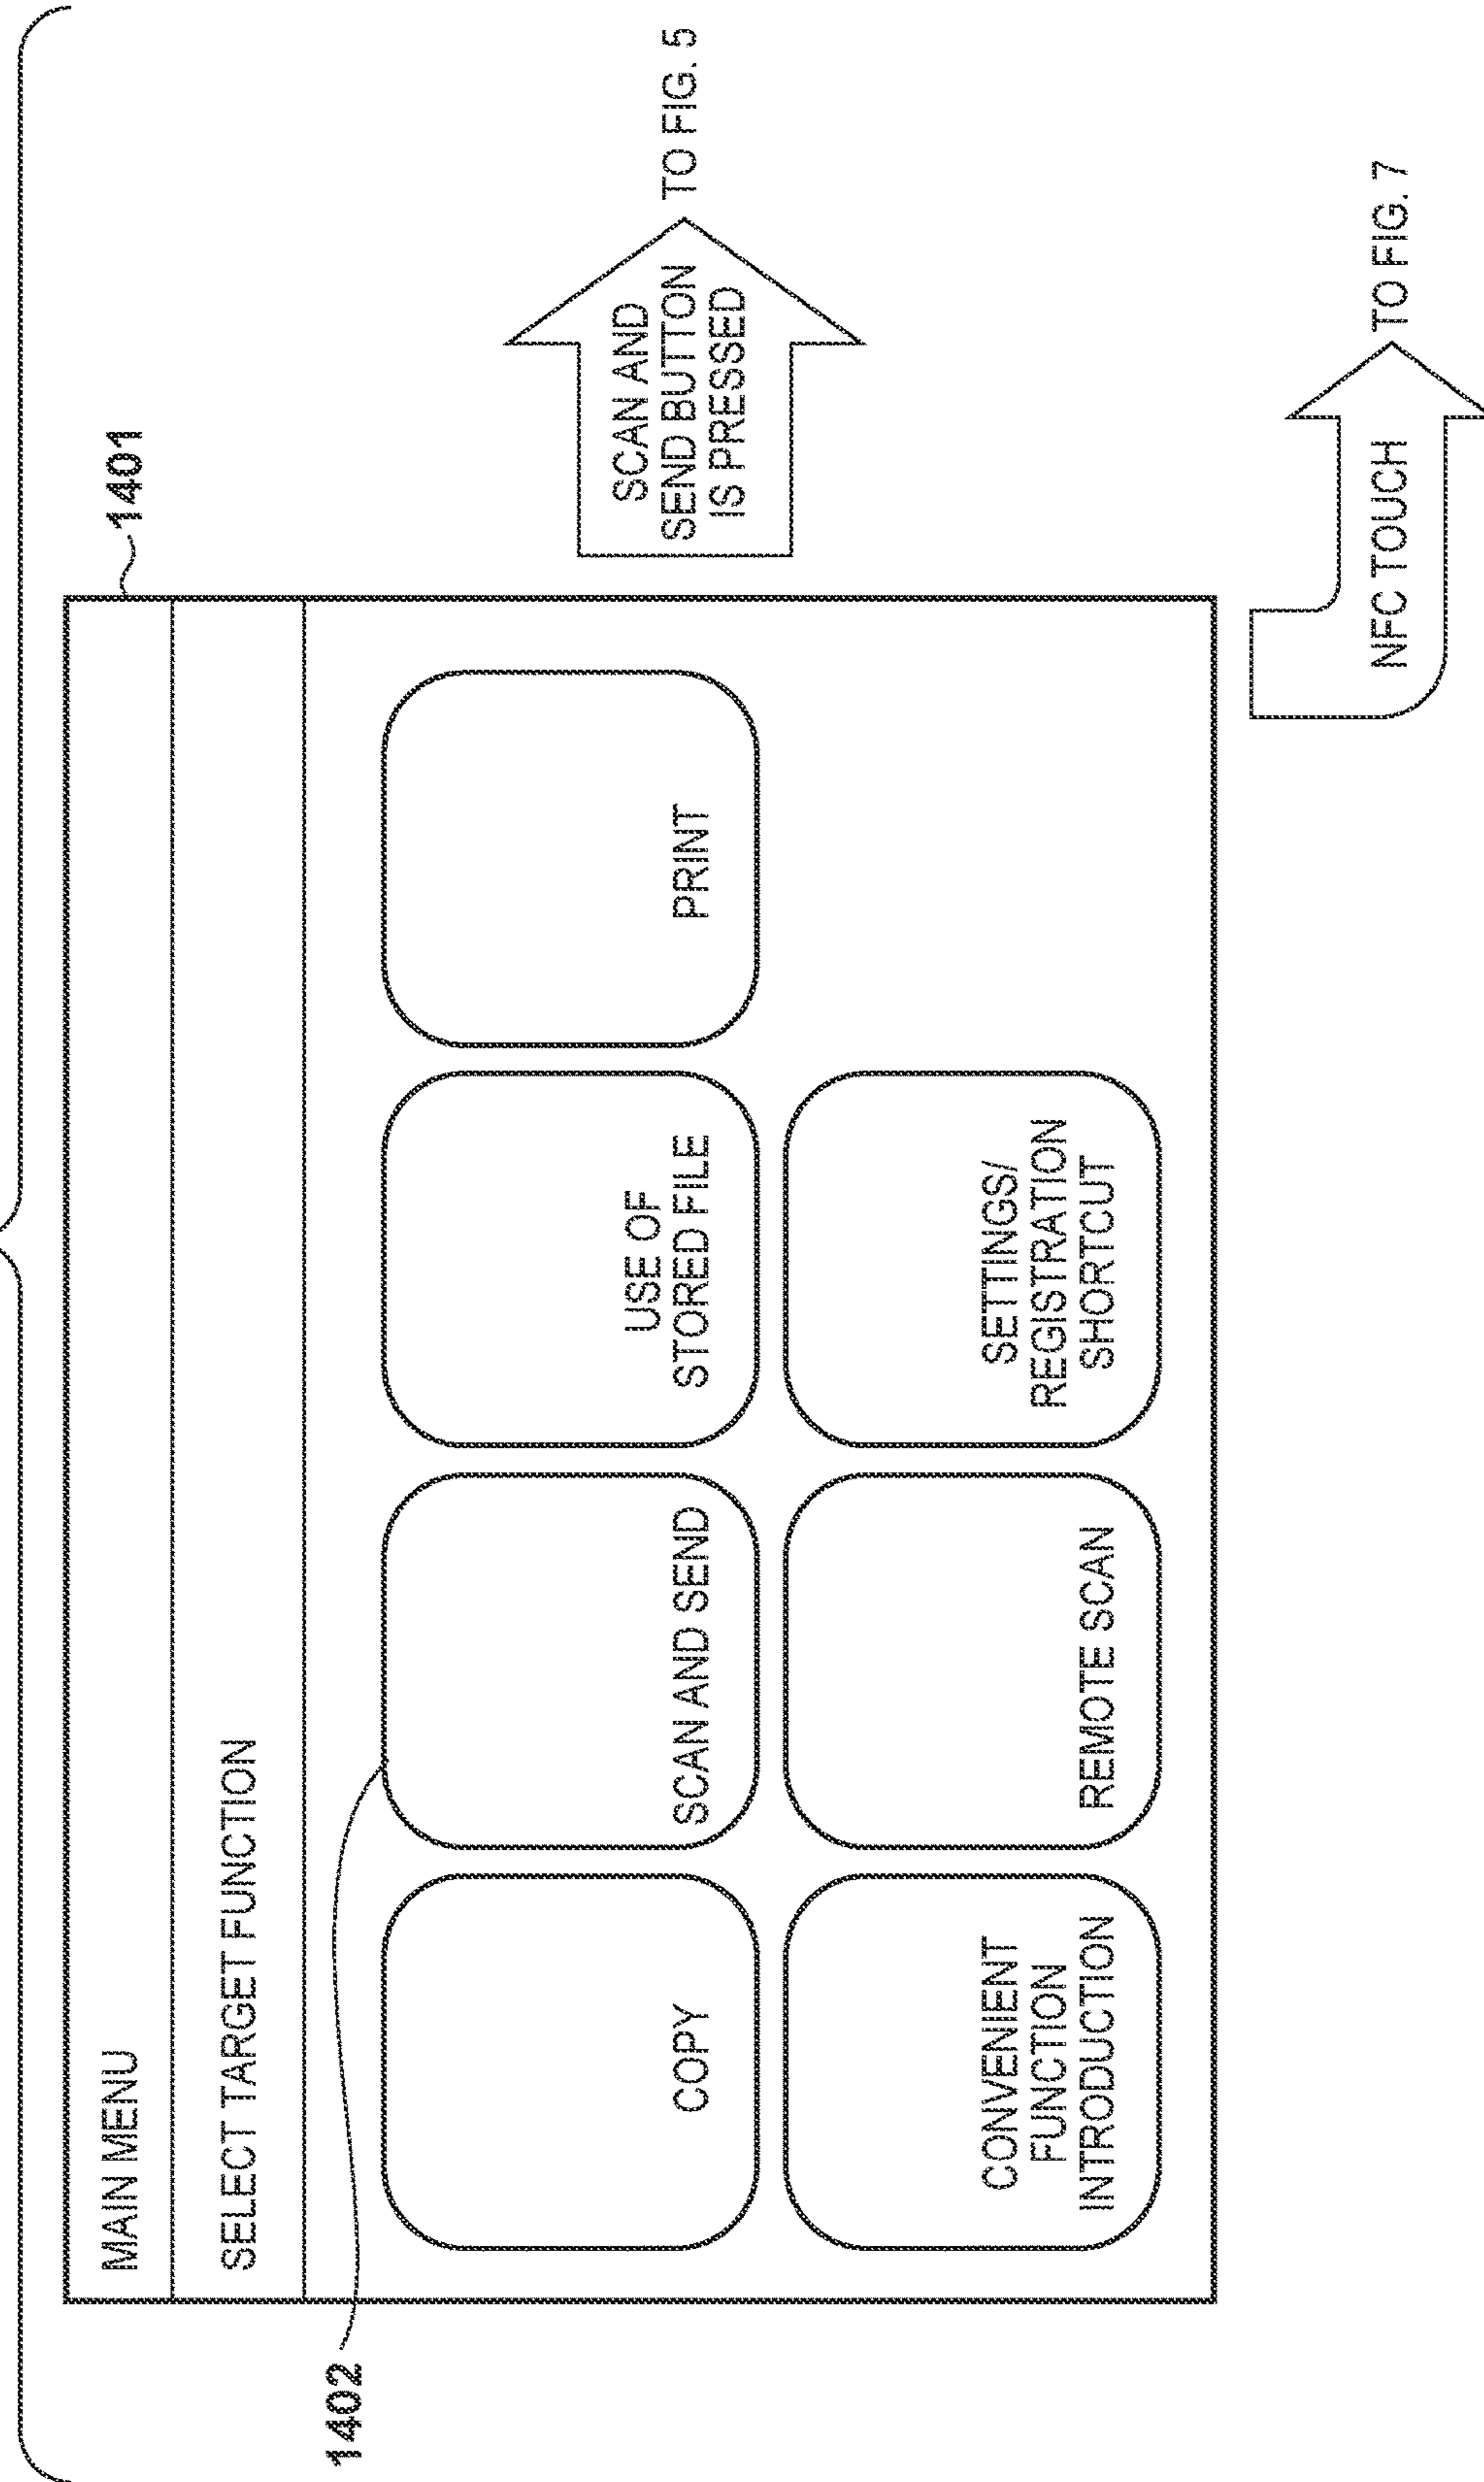 1401
MAIN MENU
SELECT TARGET FUNCTION
1402
COPY
SCAN AND SEND
USE OF
STORED FILE
PRINT
CONVENIENT
FUNCTION
INTRODUCTION
REMOTE SCAN
SETTINGS/
REGISTRATION
SHORTCUT
SCAN AND
SEND BUTTON
IS PRESSED
TO FIG. 5
NFC TOUCH
TO FIG. 7